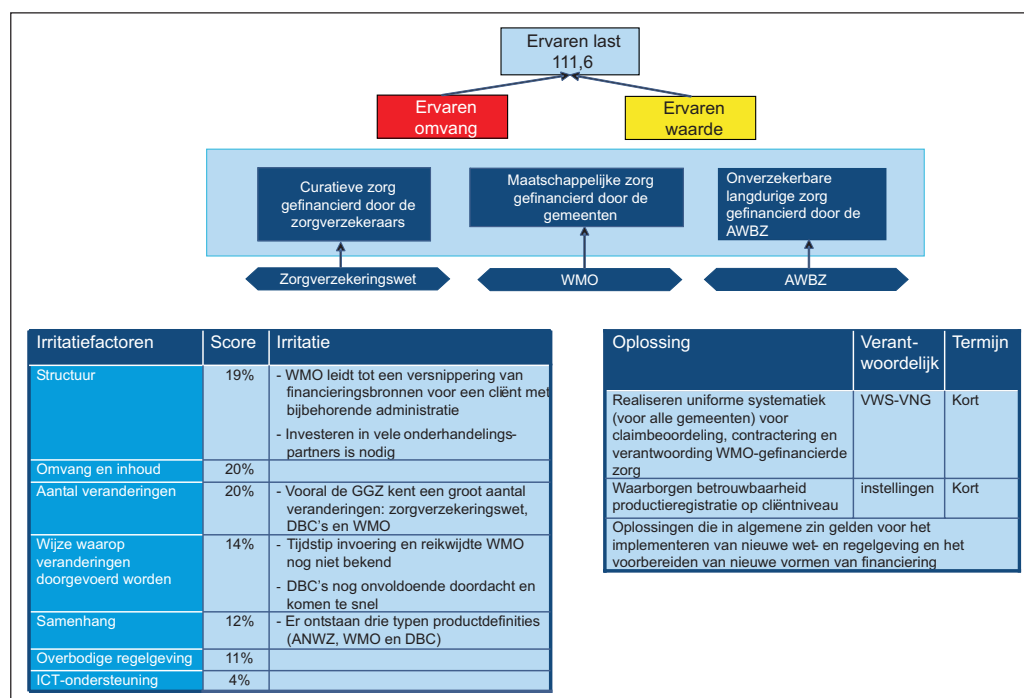 Ervaren last
111,6
Ervaren
omvang
Ervaren
waarde
Curatieve zorg
gefinancierd door de
zorgverzekeraars
Maatschappelijke zorg
gefinancierd door de
gemeenten
Onverzekerbare
langdurige zorg
gefinancierd door de
AWBZ
Zorgverzekeringswet
WMO
AWBZ
Irritatiefactoren Score Irritatie
Structuur 19% - WMO leidt tot een versnippering van
financieringsbronnen voor een cliënt met
bijbehorende administratie
- Investeren in vele onderhandelings-
partners is nodig
Omvang en inhoud 20%
Aantal veranderingen 20% - Vooral de GGZ kent een groot aantal
veranderingen: zorgverzekeringswet,
DBC's en WMO
Wijze waarop 14% - Tijdstip invoering en reikwijdte WMO
veranderingen nog niet bekend
doorgevoerd worden
- DBC's nog onvoldoende doordacht en
komen te snel
Samenhang 12% - Er ontstaan drie typen productdefinities
(ANWZ, WMO en DBC)
Overbodige regelgeving 11%
ICT-ondersteuning 4%
Oplossing Verant- Termijn
woordelijk
Realiseren uniforme systematiek VWS-VNG Kort
(voor alle gemeenten) voor
claimbeoordeling, contractering en
verantwoording WMO-gefinancierde
zorg
Waarborgen betrouwbaarheid instellingen Kort
productieregistratie op cliëntniveau
Oplossingen die in algemene zin gelden voor het
implementeren van nieuwe wet- en regelgeving en het
voorbereiden van nieuwe vormen van financiering